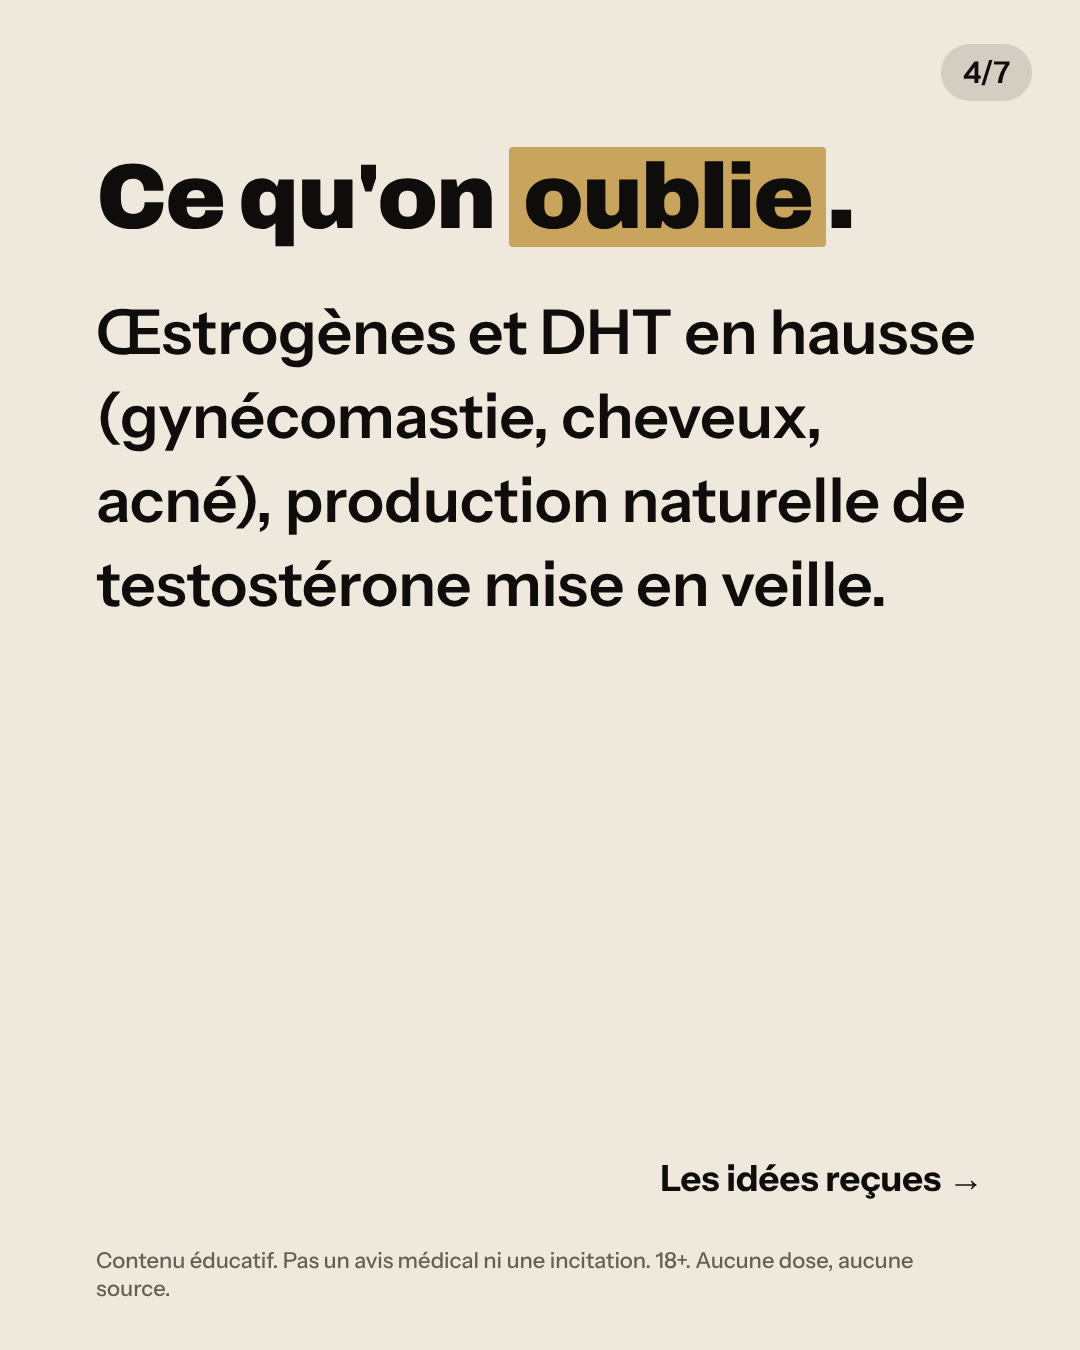 4/7
Ce qu'on oublie.
Œstrogènes et DHT en hausse
(gynécomastie, cheveux,
acné), production naturelle de
testostérone mise en veille.
Les idées reçues →
Contenu éducatif. Pas un avis médical ni une incitation. 18+. Aucune dose, aucune
source.